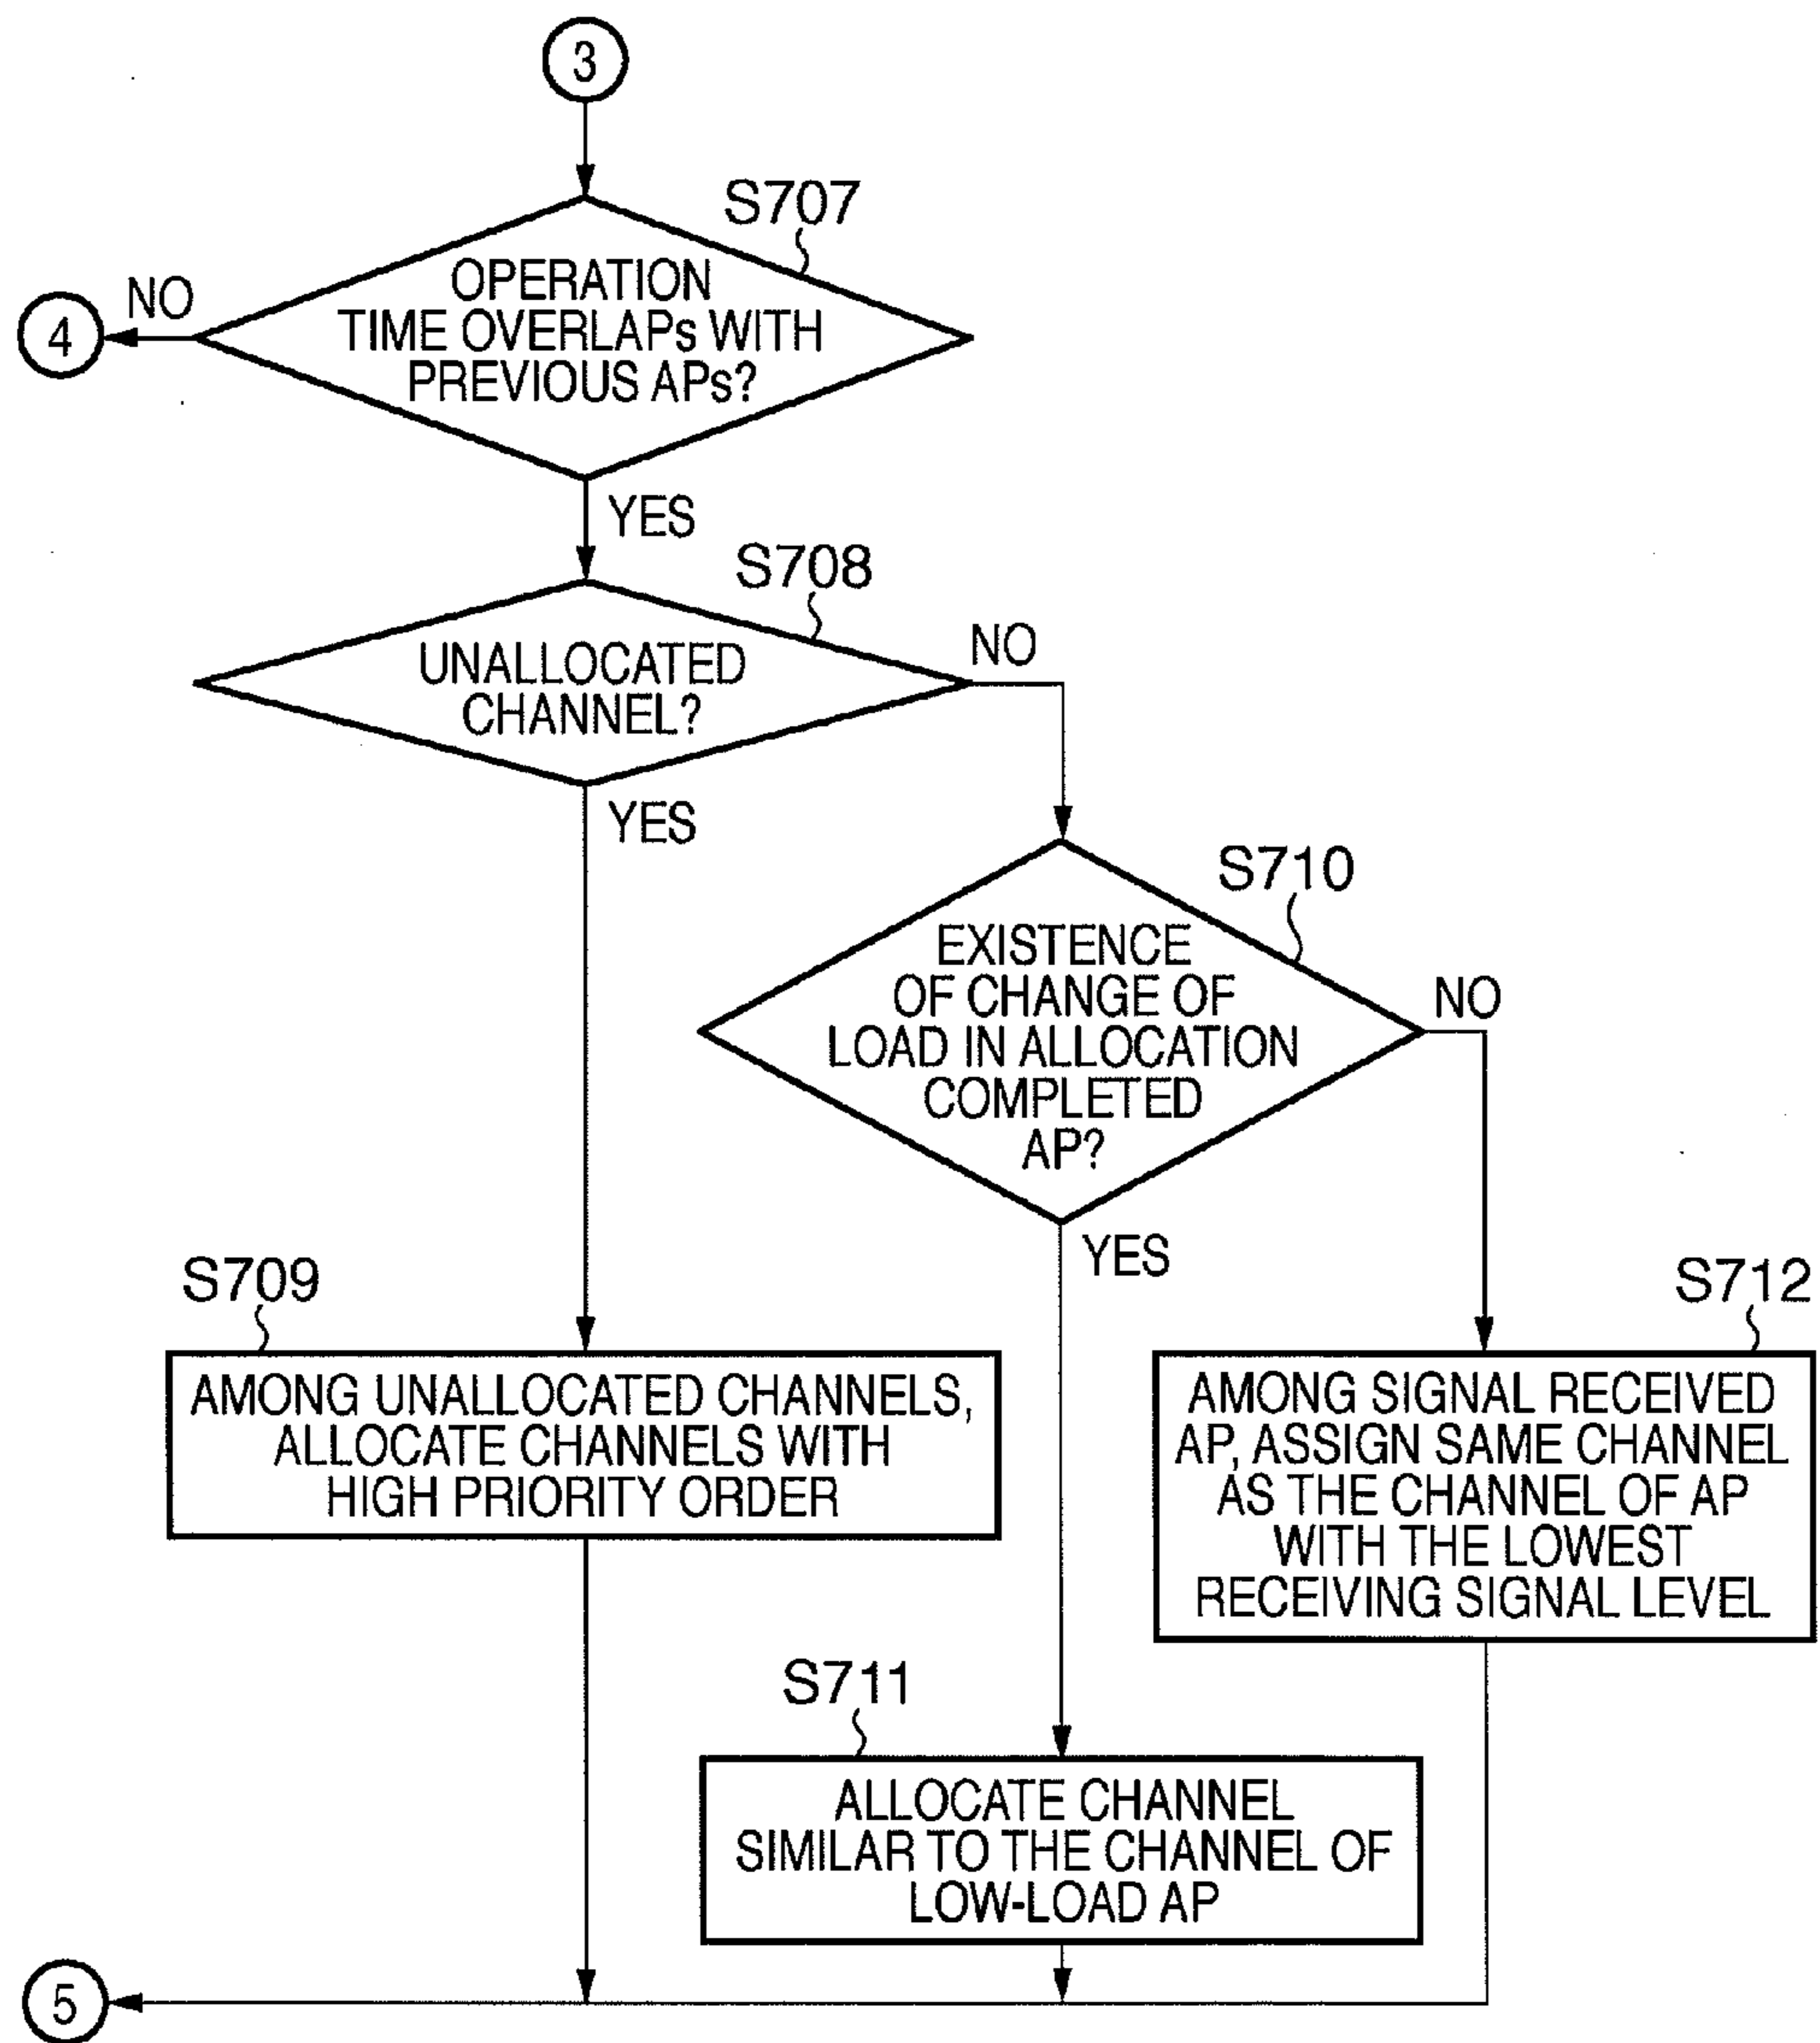 3
S707
OPERATION
TIME OVERLAPs WITH
PREVIOUS APs?
NO
4
YES
S708
UNALLOCATED
CHANNEL?
NO
YES
S710
EXISTENCE
OF CHANGE OF
LOAD IN ALLOCATION
COMPLETED
AP?
NO
YES
S709
AMONG UNALLOCATED CHANNELS,
ALLOCATE CHANNELS WITH
HIGH PRIORITY ORDER
S712
AMONG SIGNAL RECEIVED
AP, ASSIGN SAME CHANNEL
AS THE CHANNEL OF AP
WITH THE LOWEST
RECEIVING SIGNAL LEVEL
S711
ALLOCATE CHANNEL
SIMILAR TO THE CHANNEL OF
LOW-LOAD AP
5